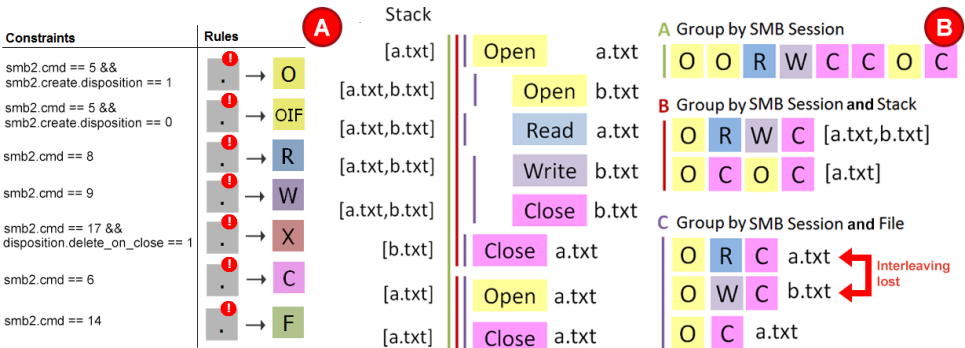 Constraints Rules A
smb2.cmd == 5 &&
smb2.create.disposition == 1
! . O
smb2.cmd == 5 &&
smb2.create.disposition == 0
! . OIF
smb2.cmd == 8 ! . R
smb2.cmd == 9 ! . W
smb2.cmd == 17 &&
disposition.delete_on_close == 1
! . X
smb2.cmd == 6 ! . C
smb2.cmd == 14 ! . F
Stack
[a.txt] Open a.txt
[a.txt,b.txt] Open b.txt
[a.txt,b.txt] Read a.txt
[a.txt,b.txt] Write b.txt
[a.txt,b.txt] Close b.txt
[b.txt] Close a.txt
[a.txt] Open a.txt
[a.txt] Close a.txt
B
A Group by SMB Session
O O R W C C O C
B Group by SMB Session and Stack
O R W C [a.txt,b.txt]
O C O C [a.txt]
C Group by SMB Session and File
O R C a.txt
O W C b.txt
Interleaving
lost
O C a.txt